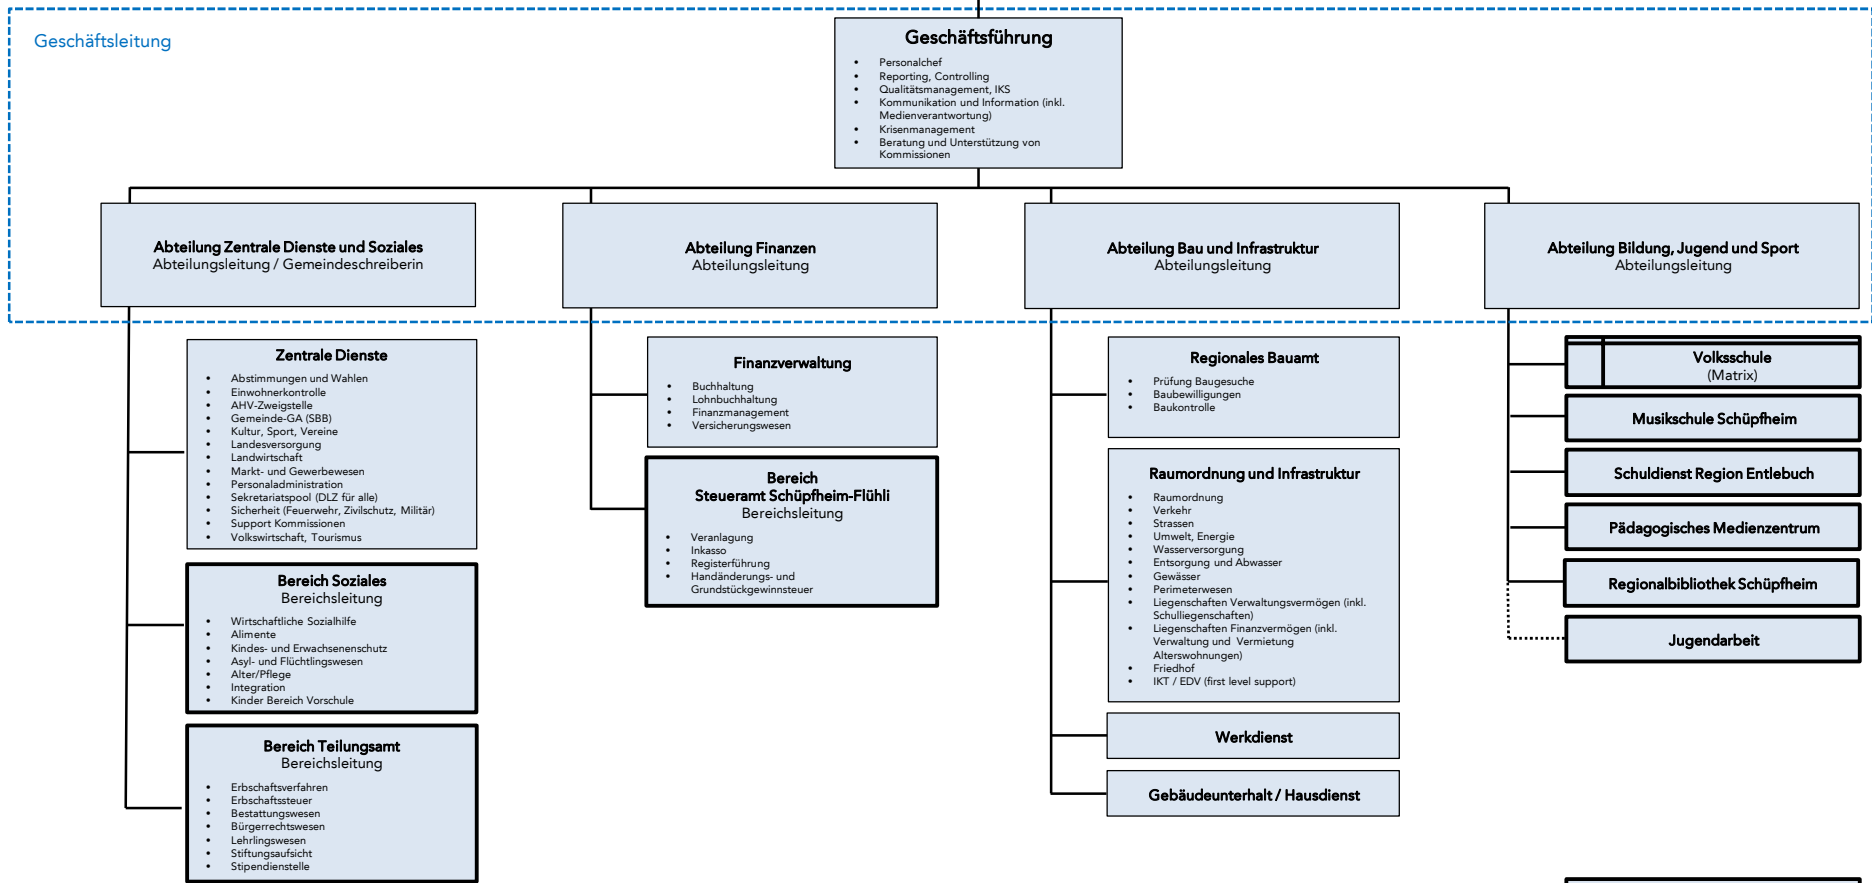 Geschäftsleitung
Geschäftsführung
• Personalchef
• Reporting, Controlling
• Qualitätsmanagement, IKS
• Kommunikation und Information (inkl.
Medienverantwortung)
• Krisenmanagement
• Beratung und Unterstützung von
Kommissionen
Abteilung Zentrale Dienste und Soziales
Abteilungsleitung / Gemeindeschreiberin
Abteilung Finanzen
Abteilungsleitung
Abteilung Bau und Infrastruktur
Abteilungsleitung
Abteilung Bildung, Jugend und Sport
Abteilungsleitung
Zentrale Dienste
• Abstimmungen und Wahlen
• Einwohnerkontrolle
• AHV-Zweigstelle
• Gemeinde-GA (SBB)
• Kultur, Sport, Vereine
• Landesversorgung
• Landwirtschaft
• Markt- und Gewerbewesen
• Personaladministration
• Sekretariatspool (DLZ für alle)
• Sicherheit (Feuerwehr, Zivilschutz, Militär)
• Support Kommissionen
• Volkswirtschaft, Tourismus
Bereich Soziales
Bereichsleitung
• Wirtschaftliche Sozialhilfe
• Alimente
• Kindes- und Erwachsenenschutz
• Asyl- und Flüchtlingswesen
• Alter/Pflege
• Integration
• Kinder Bereich Vorschule
Bereich Teilungsamt
Bereichsleitung
• Erbschaftsverfahren
• Erbschaftssteuer
• Bestattungswesen
• Bürgerrechtswesen
• Lehrlingswesen
• Stiftungsaufsicht
• Stipendienstelle
Finanzverwaltung
• Buchhaltung
• Lohnbuchhaltung
• Finanzmanagement
• Versicherungswesen
Bereich
Steueramt Schüpfheim-Flühli
Bereichsleitung
• Veranlagung
• Inkasso
• Registerführung
• Handänderungs- und
Grundstückgewinnsteuer
Regionales Bauamt
• Prüfung Baugesuche
• Baubewilligungen
• Baukontrolle
Raumordnung und Infrastruktur
• Raumordnung
• Verkehr
• Strassen
• Umwelt, Energie
• Wasserversorgung
• Entsorgung und Abwasser
• Gewässer
• Perimeterwesen
• Liegenschaften Verwaltungsvermögen (inkl.
Schulliegenschaften)
• Liegenschaften Finanzvermögen (inkl.
Verwaltung und Vermietung
Alterswohnungen)
• Friedhof
• IKT / EDV (first level support)
Werkdienst
Gebäudeunterhalt / Hausdienst
Volksschule
(Matrix)
Musikschule Schüpfheim
Schuldienst Region Entlebuch
Pädagogisches Medienzentrum
Regionalbibliothek Schüpfheim
Jugendarbeit